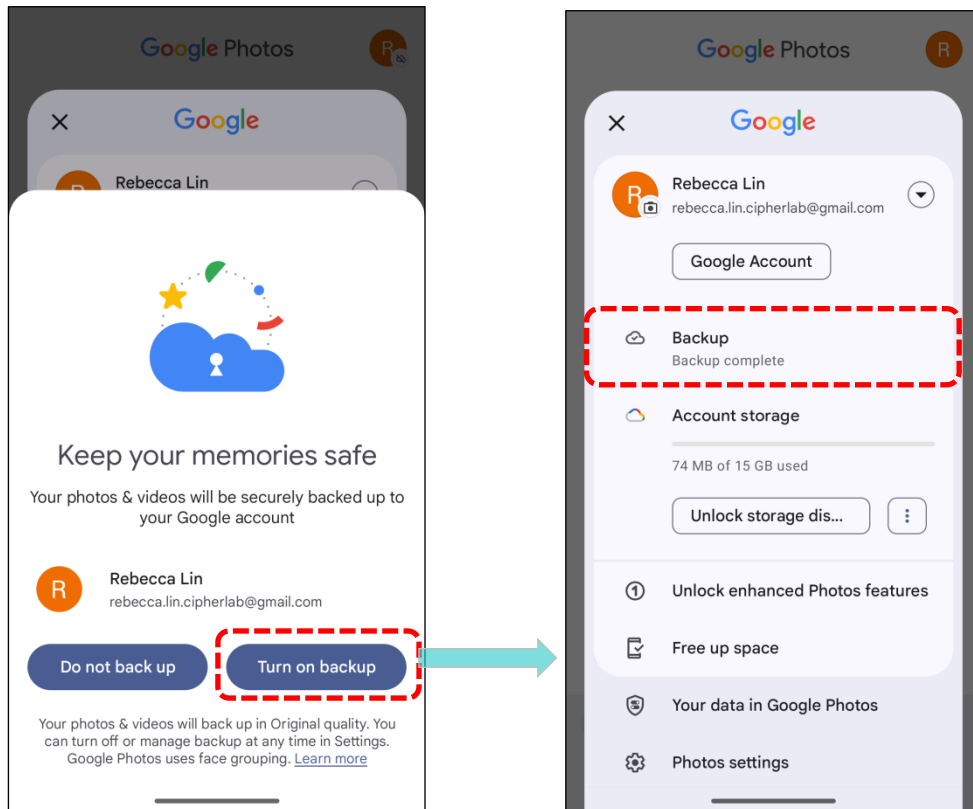 Google Photos
R
Google
Rebecca Lin
R
Keep your memories safe
Your photos & videos will be securely backed up to
your Google account
R
Rebecca Lin
rebecca.lin.cipherlab@gmail.com
Do not back up
Turn on backup
Your photos & videos will back up in Original quality. You
can turn off or manage backup at any time in Settings.
Google Photos uses face grouping. Learn more
Google Photos
R
Google
R
Rebecca Lin
rebecca.lin.cipherlab@gmail.com
Google Account
Backup
Backup complete
Account storage
74 MB of 15 GB used
Unlock storage dis...
1
Unlock enhanced Photos features
Free up space
Your data in Google Photos
Photos settings